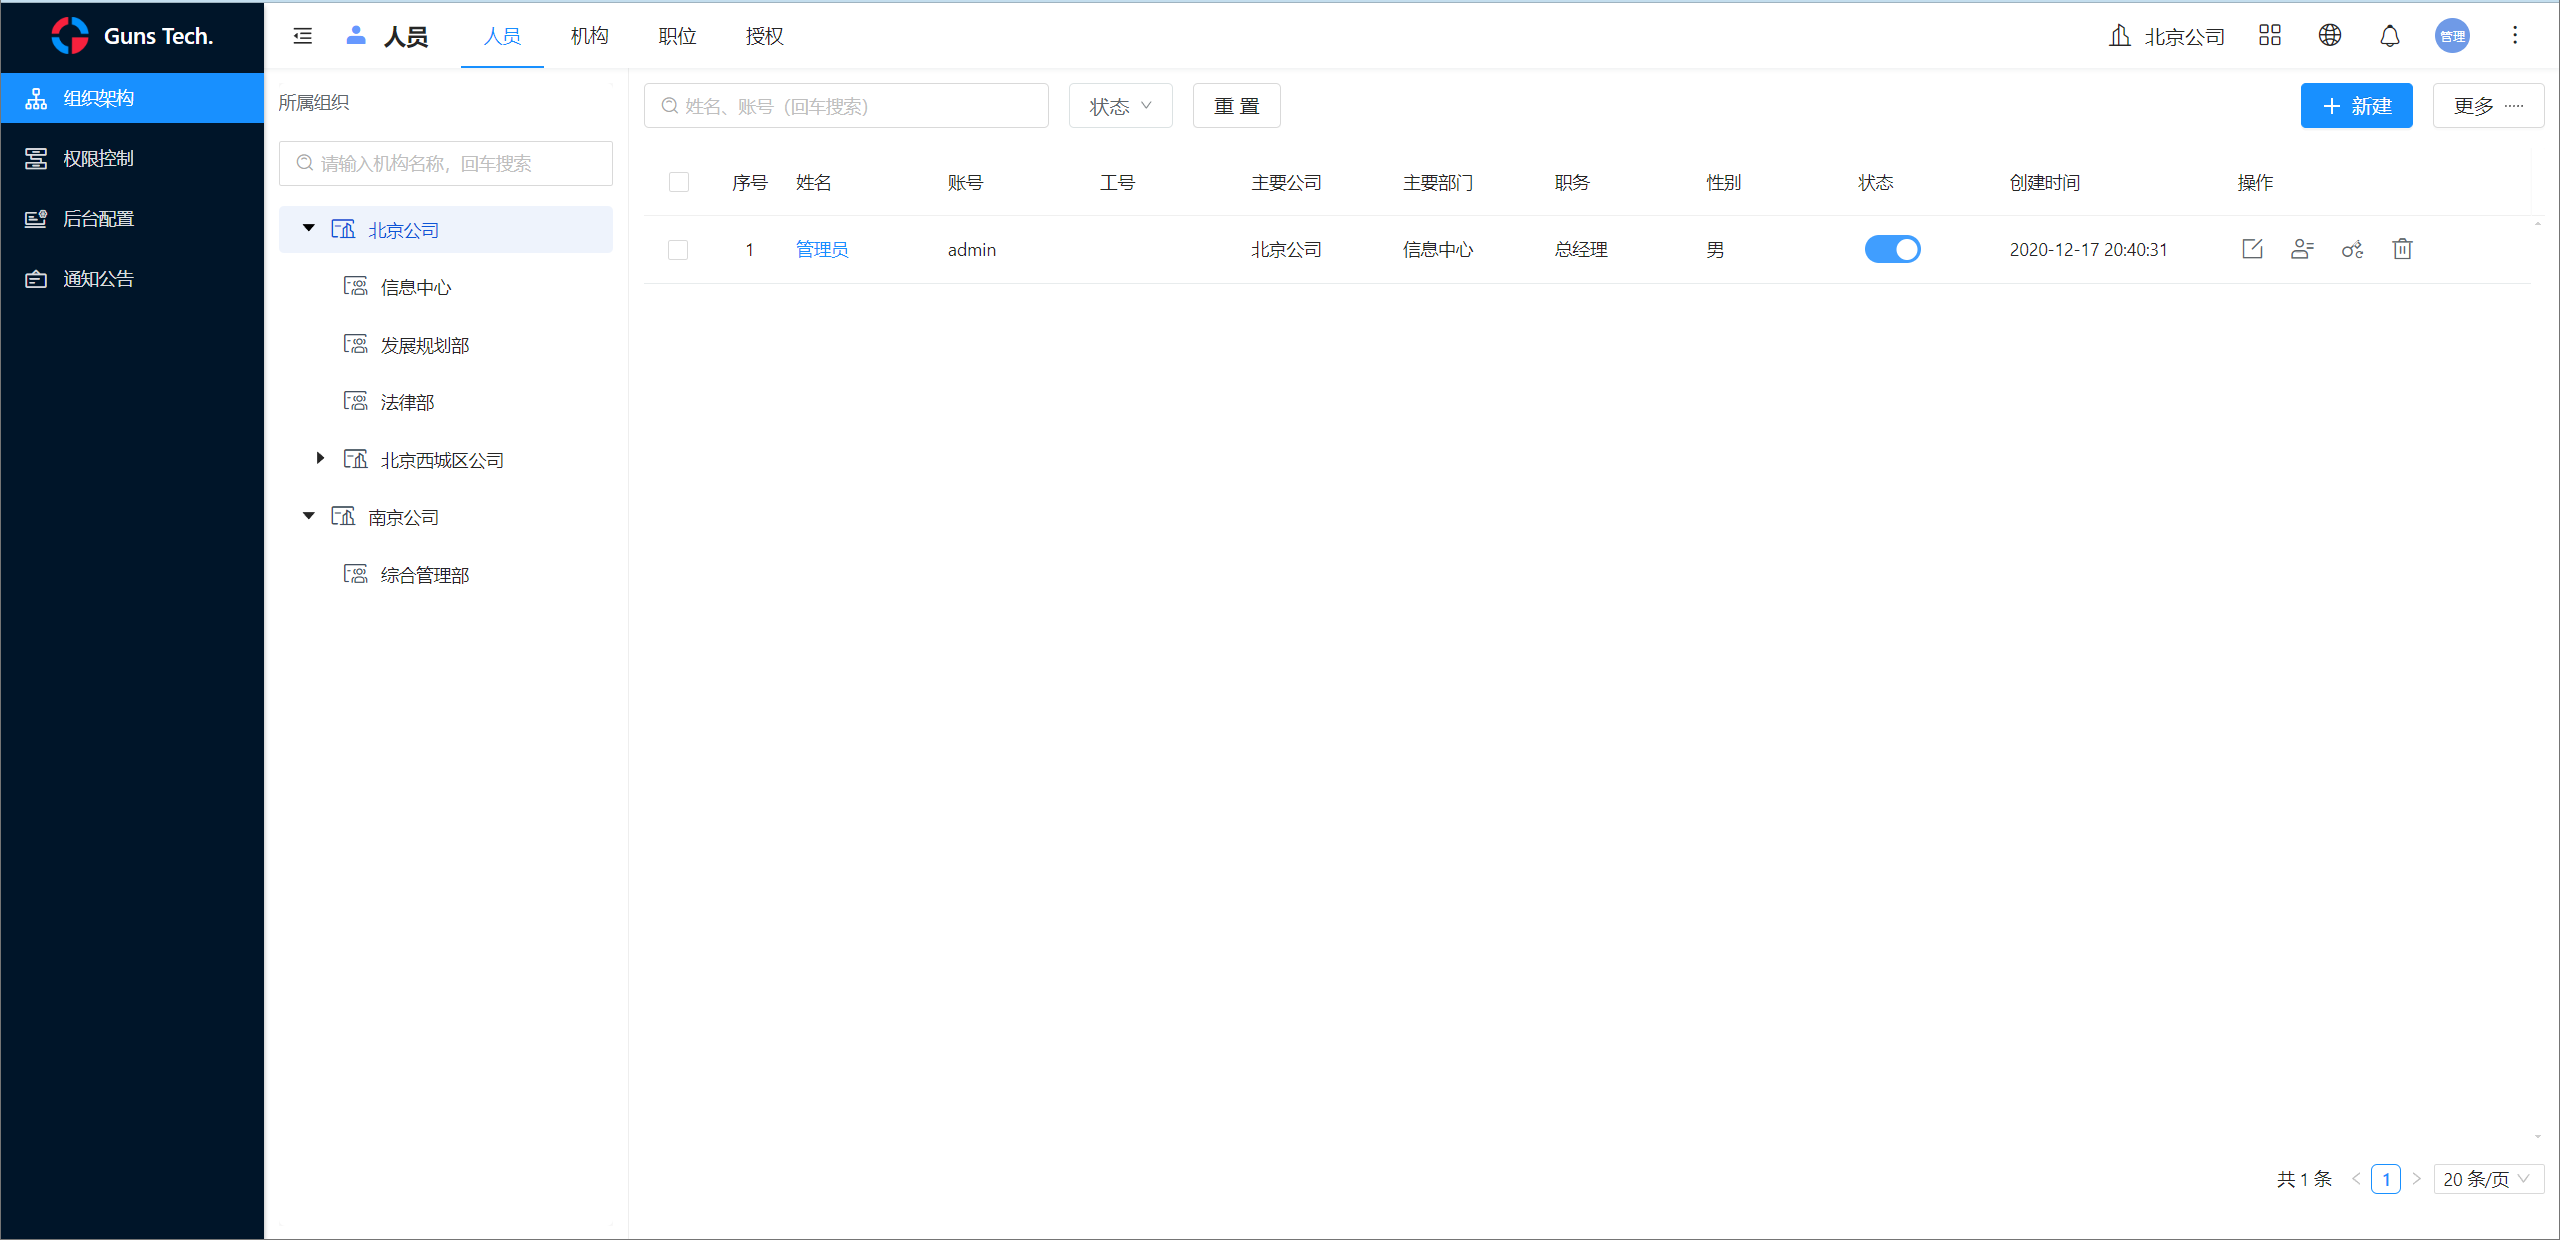 Guns Tech.
人员
人员 机构 职位 授权
北京公司
管理
组织架构
权限控制
后台配置
通知公告
所属组织
请输入机构名称，回车搜索
北京公司
信息中心
发展规划部
法律部
北京西城区公司
南京公司
综合管理部
姓名、账号（回车搜索）
状态
重 置
新建
更多
序号 姓名 账号 工号 主要公司 主要部门 职务 性别 状态 创建时间 操作
1 管理员 admin 北京公司 信息中心 总经理 男 2020-12-17 20:40:31
共 1 条 1 20 条/页